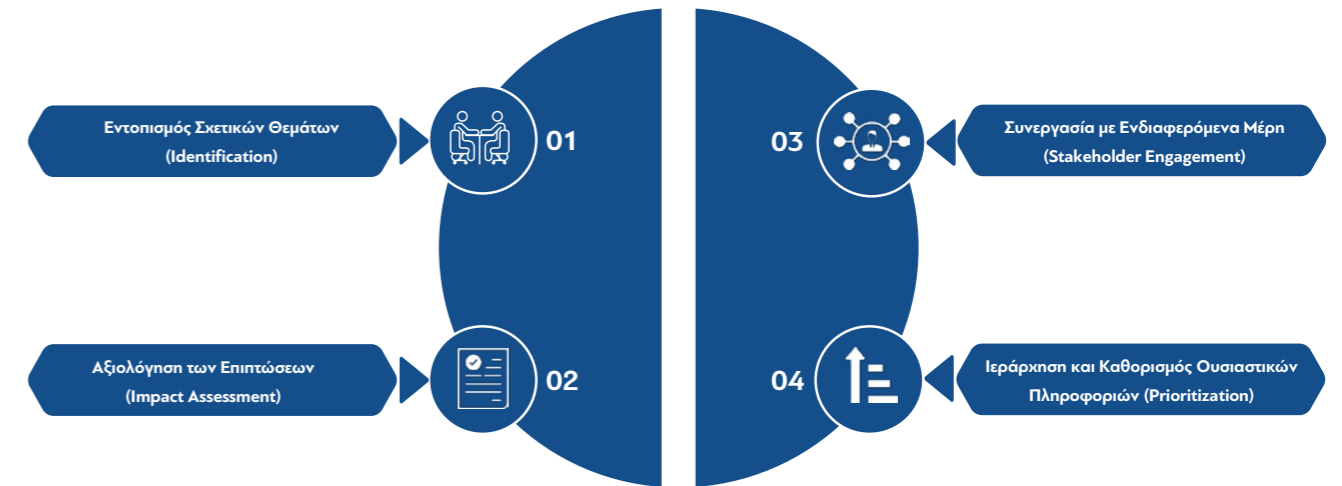 Εντοπισμός Σχετικών Θεμάτων
(Identification)
01
Αξιολόγηση των Επιπτώσεων
(Impact Assessment)
02
03
Συνεργασία με Ενδιαφερόμενα Μέρη
(Stakeholder Engagement)
04
Ιεράρχηση και Καθορισμός Ουσιαστικών
Πληροφοριών (Prioritization)